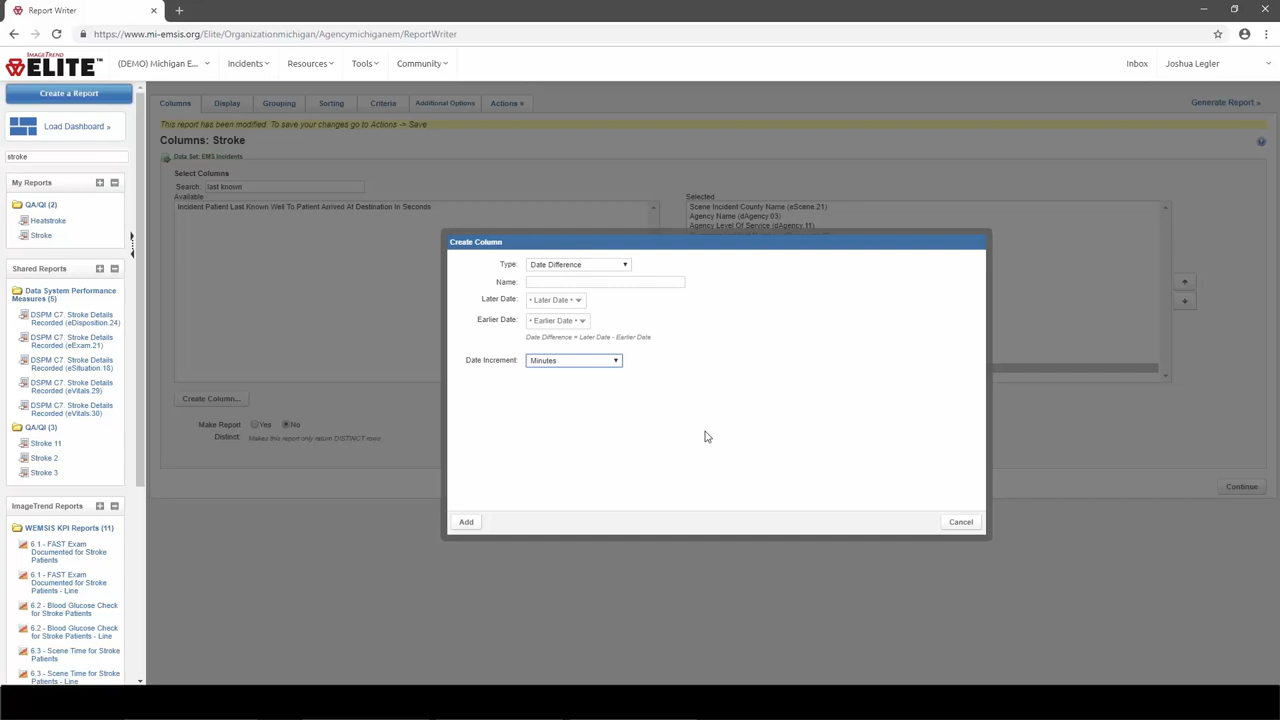 Report Writer
https://www.mi-emsis.org/Elite/Organizationmichigan/Agencymichiganem/ReportWriter
IMAGETREND
ELITE™
(DEMO) Michigan E...
Incidents
Resources
Tools
Community
Inbox
Joshua Legler
Create a Report
Load Dashboard »
stroke
My Reports
QA/QI (2)
Heatstroke
Stroke
Shared Reports
Data System Performance
Measures (5)
DSPM C7. Stroke Details
Recorded (eDisposition.24)
DSPM C7. Stroke Details
Recorded (eExam.21)
DSPM C7. Stroke Details
Recorded (eSituation.18)
DSPM C7. Stroke Details
Recorded (eVitals.29)
DSPM C7. Stroke Details
Recorded (eVitals.30)
QA/QI (3)
Stroke 11
Stroke 2
Stroke 3
ImageTrend Reports
WEMSIS KPI Reports (11)
6.1 - FAST Exam
Documented for Stroke
Patients
6.1 - FAST Exam
Documented for Stroke
Patients - Line
6.2 - Blood Glucose Check
for Stroke Patients
6.2 - Blood Glucose Check
for Stroke Patients - Line
6.3 - Scene Time for Stroke
Patients
6.3 - Scene Time for Stroke
Patients - Line
Columns
Display
Grouping
Sorting
Criteria
Additional Options
Actions »
Generate Report »
This report has been modified. To save your changes go to Actions -> Save
Columns: Stroke
Data Set: EMS Incidents
Select Columns
Search: last known
Available
Incident Patient Last Known Well To Patient Arrived At Destination In Seconds
Selected
Scene Incident County Name (eScene.21)
Agency Name (dAgency.03)
Agency Level Of Service (dAgency.11)
Create Column...
Make Report Yes No
Distinct: Makes this report only return DISTINCT rows
Continue
Create Column
Type: Date Difference
Name:
Later Date: • Later Date •
Earlier Date: • Earlier Date •
Date Difference = Later Date - Earlier Date
Date Increment: Minutes
Add
Cancel